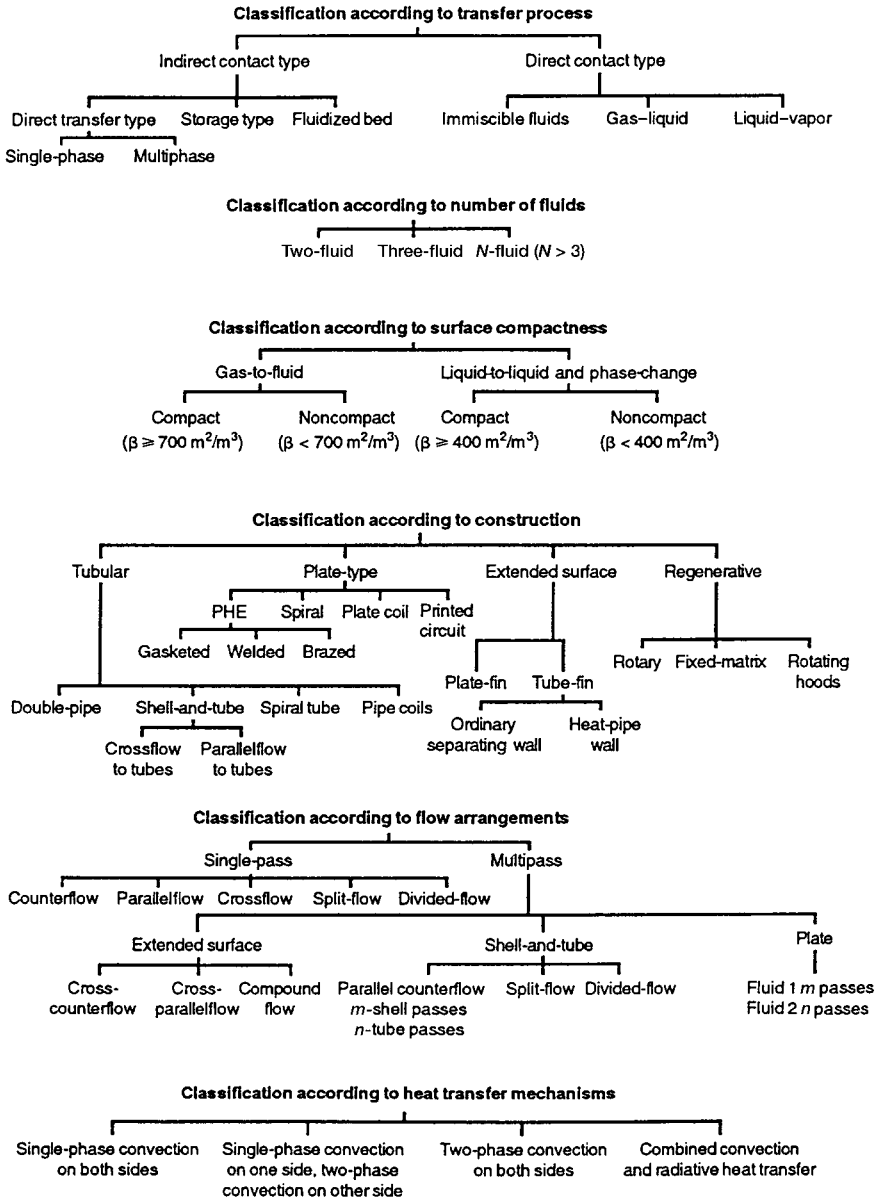 Classification according to transfer process
Indirect contact type Direct contact type
Direct transfer type Storage type Fluidized bed Immiscible fluids Gas–liquid Liquid–vapor
Single-phase Multiphase
Classification according to number of fluids
Two-fluid Three-fluid N-fluid (N > 3)
Classification according to surface compactness
Gas-to-fluid Liquid-to-liquid and phase-change
Compact Noncompact Compact Noncompact
(β ⩾ 700 m²/m³) (β < 700 m²/m³) (β ⩾ 400 m²/m³) (β < 400 m²/m³)
Classification according to construction
Tubular Plate-type Extended surface Regenerative
PHE Spiral Plate coil Printed
circuit
Gasketed Welded Brazed
Rotary Fixed-matrix Rotating
hoods
Plate-fin Tube-fin
Double-pipe Shell-and-tube Spiral tube Pipe coils
Ordinary Heat-pipe
separating wall wall
Crossflow Parallelflow
to tubes to tubes
Classification according to flow arrangements
Single-pass Multipass
Counterflow Parallelflow Crossflow Split-flow Divided-flow
Extended surface Shell-and-tube Plate
Cross- Cross- Compound Parallel counterflow Split-flow Divided-flow Fluid 1 m passes
counterflow parallelflow flow m-shell passes Fluid 2 n passes
n-tube passes
Classification according to heat transfer mechanisms
Single-phase convection Single-phase convection Two-phase convection Combined convection
on both sides on one side, two-phase on both sides and radiative heat transfer
convection on other side